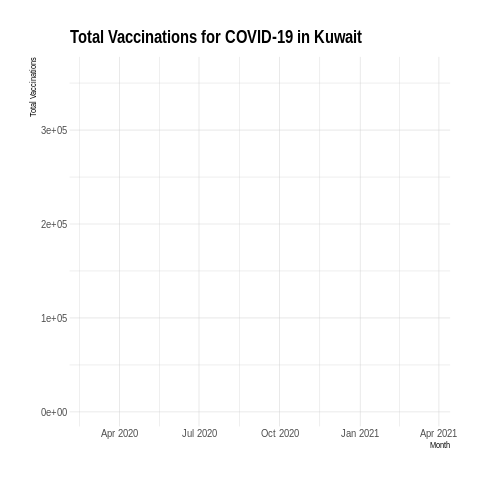 Total Vaccinations for COVID-19 in Kuwait
Total Vaccinations
3e+05
2e+05
1e+05
0e+00
Apr 2020 Jul 2020 Oct 2020 Jan 2021 Apr 2021
Month